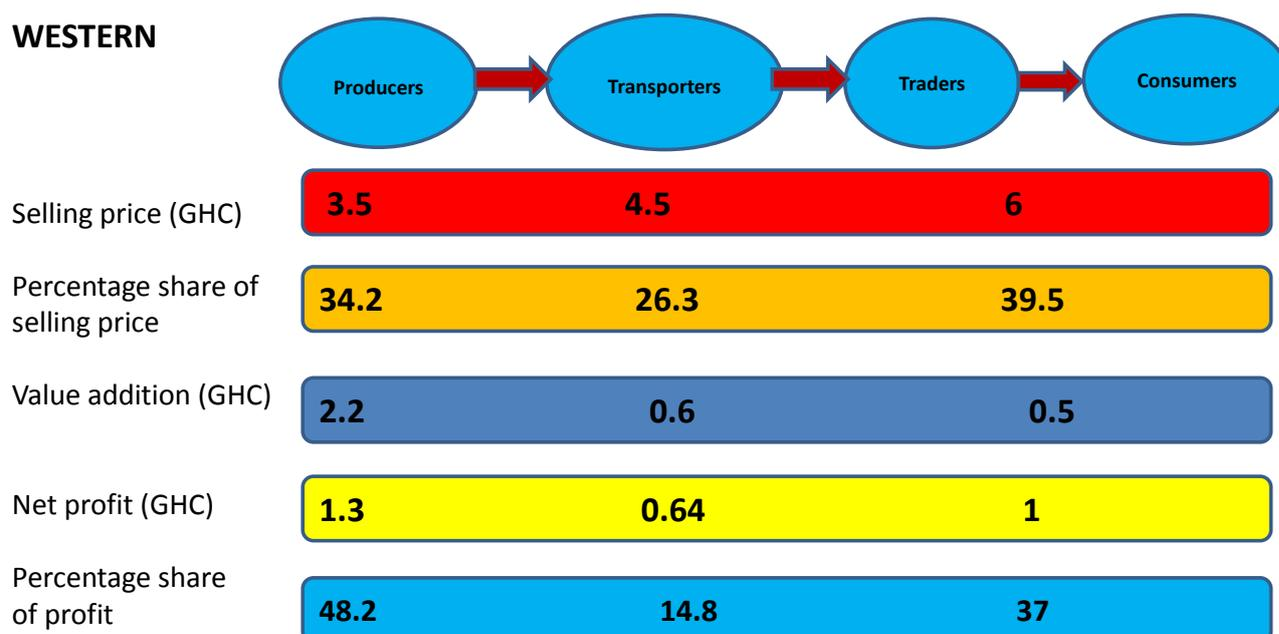 WESTERN
Producers Transporters Traders Consumers
Selling price (GHC) 3.5 4.5 6
Percentage share of
selling price 34.2 26.3 39.5
Value addition (GHC) 2.2 0.6 0.5
Net profit (GHC) 1.3 0.64 1
Percentage share
of profit 48.2 14.8 37